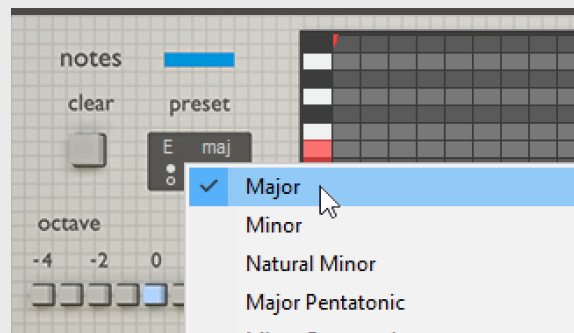 notes
clear preset
E maj
Major
Minor
Natural Minor
Major Pentatonic
octave
-4 -2 0